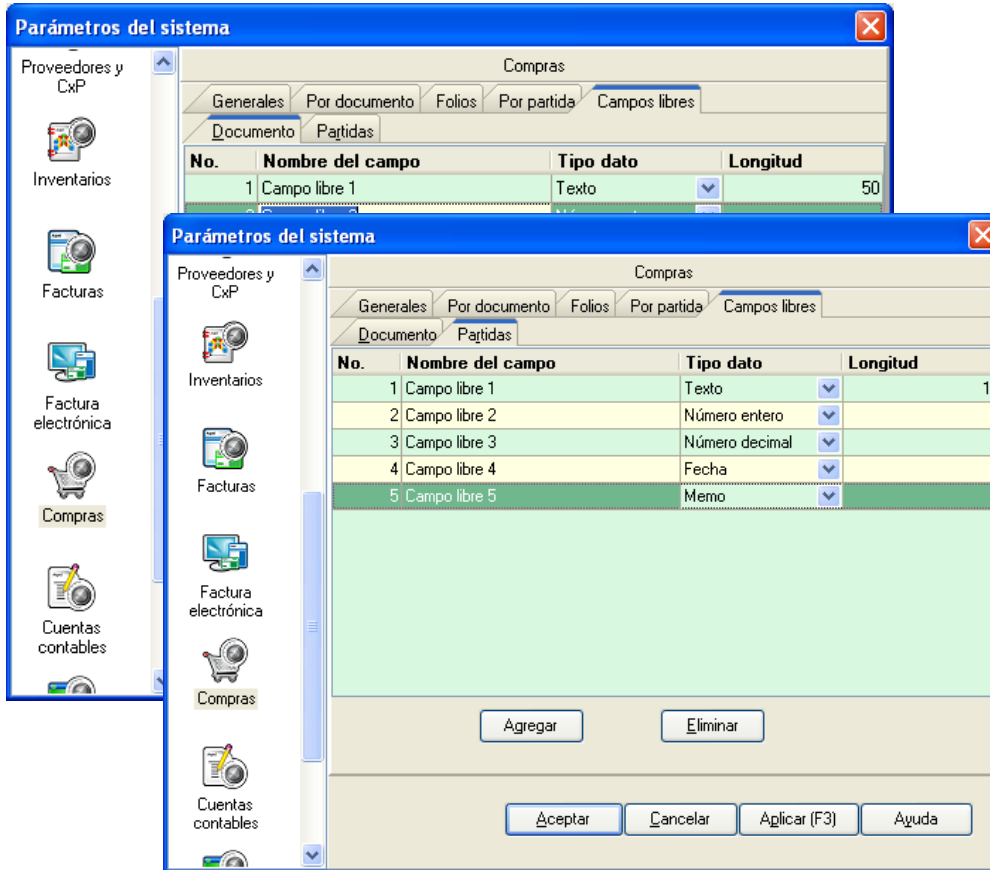 Parámetros del sistema
Proveedores y
CxP
Inventarios
Facturas
Factura
electrónica
Compras
Cuentas
contables
Compras
Generales Por documento Folios Por partida Campos libres
Documento Partidas
No. Nombre del campo Tipo dato Longitud
1 Campo libre 1 Texto 50
Parámetros del sistema
Proveedores y
CxP
Inventarios
Facturas
Factura
electrónica
Compras
Cuentas
contables
Compras
Generales Por documento Folios Por partida Campos libres
Documento Partidas
No. Nombre del campo Tipo dato Longitud
1 Campo libre 1 Texto 1
2 Campo libre 2 Número entero
3 Campo libre 3 Número decimal
4 Campo libre 4 Fecha
5 Campo libre 5 Memo
Agregar Eliminar
Aceptar Cancelar Aplicar (F3) Ayuda